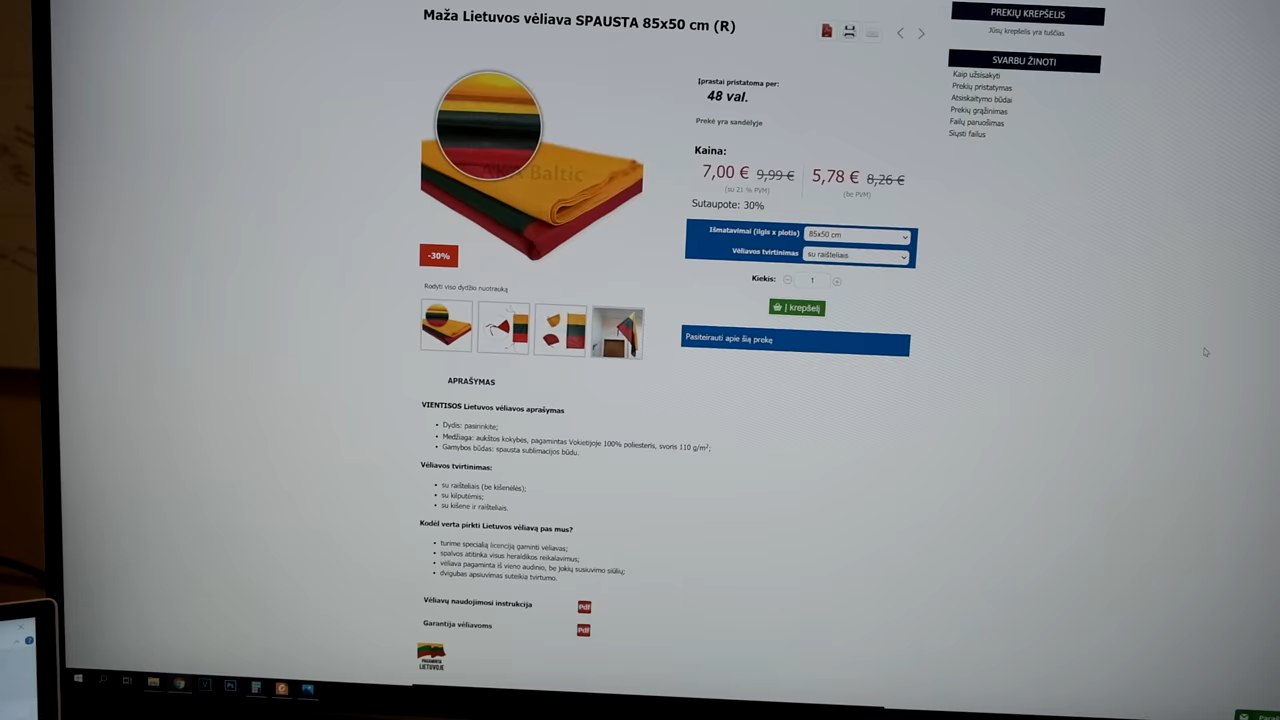 Maža Lietuvos vėliava SPAUSTA 85x50 cm (R)
PREKIŲ KREPŠELIS
Jūsų krepšelis yra tuščias
SVARBU ŽINOTI
Kaip užsisakyti
Prekių pristatymas
Atsiskaitymo būdai
Prekių grąžinimas
Failų paruošimas
Siųsti failus
Įprastai pristatoma per:
48 val.
Prekė yra sandėlyje
Kaina:
7,00 € 9,99 € 5,78 € 8,26 €
(su 21 % PVM) (be PVM)
Sutaupote: 30%
Išmatavimai (ilgis x plotis) 85x50 cm
Vėliavos tvirtinimas su raišteliais
Kiekis: 1
Į krepšelį
Pasiteirauti apie šią prekę
Baltic
-30%
Rodyti viso dydžio nuotrauką
APRAŠYMAS
VIENTISOS Lietuvos vėliavos aprašymas
Dydis: pasirinkite;
Medžiaga: aukštos kokybės, pagamintas Vokietijoje 100% poliesteris, svoris 110 g/m²;
Gamybos būdas: spausta sublimacijos būdu.
Vėliavos tvirtinimas:
su raišteliais (be kišenėlės);
su kilputėmis;
su kišene ir raišteliais.
Kodėl verta pirkti Lietuvos vėliavą pas mus?
turime specialią licenciją gaminti vėliavas;
spalvos atitinka visus heraldikos reikalavimus;
vėliava pagaminta iš vieno audinio, be jokių susiuvimo siūlių;
dvigubas apsiuvimas suteikia tvirtumo.
Vėliavų naudojimosi instrukcija Pdf
Garantija vėliavoms Pdf
PAGAMINTA
LIETUVOJE